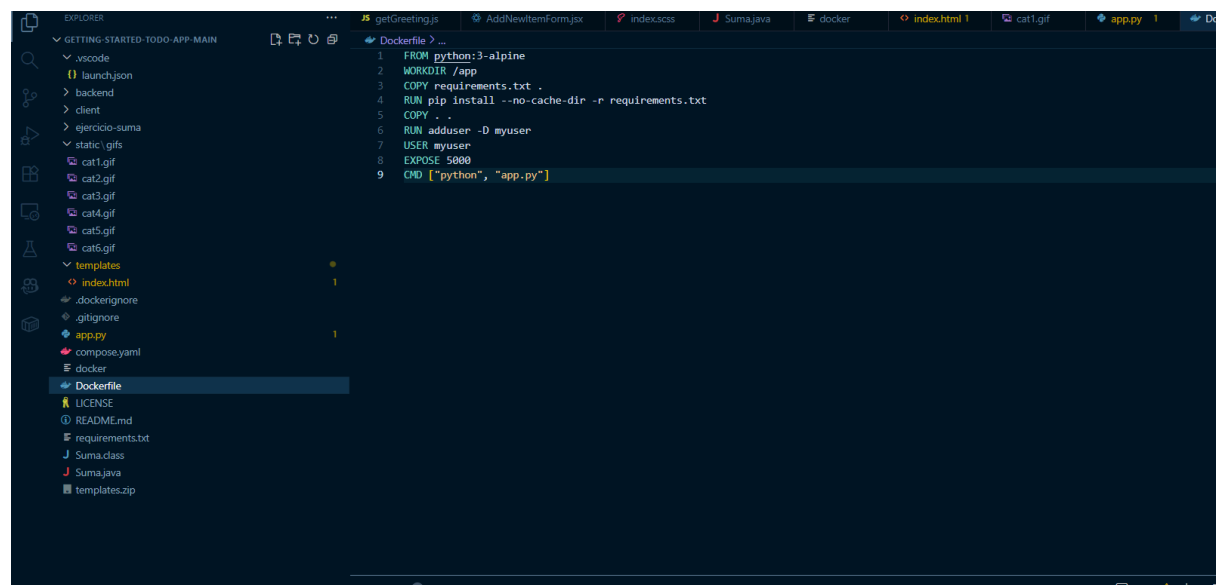 EXPLORER
GETTING-STARTED-TODO-APP-MAIN
.vscode
{} launch.json
backend
client
ejercicio-suma
static \ gifs
cat1.gif
cat2.gif
cat3.gif
cat4.gif
cat5.gif
cat6.gif
templates
<> index.html 1
.dockerignore
.gitignore
app.py 1
compose.yaml
docker
Dockerfile
LICENSE
README.md
requirements.txt
J Suma.class
J Suma.java
templates.zip
JS getGreeting.js AddNewItemForm.jsx index.scss J Suma.java docker <> index.html 1 cat1.gif app.py 1 Do
Dockerfile > ...
1 FROM python:3-alpine
2 WORKDIR /app
3 COPY requirements.txt .
4 RUN pip install --no-cache-dir -r requirements.txt
5 COPY . .
6 RUN adduser -D myuser
7 USER myuser
8 EXPOSE 5000
9 CMD ["python", "app.py"]